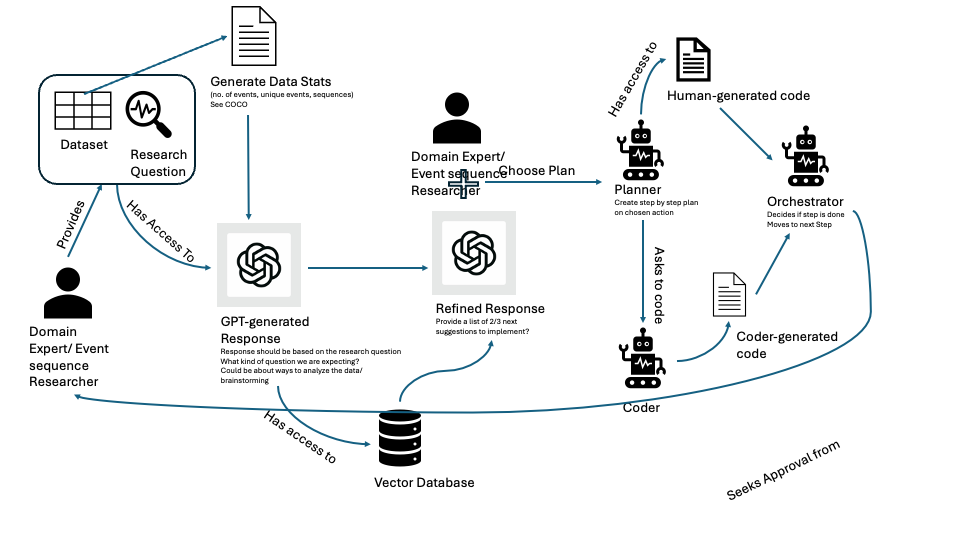 Generate Data Stats
(no. of events, unique events, sequences)
See COCO
Dataset
Research
Question
Provides
Has Access To
Domain
Expert/ Event
sequence
Researcher
GPT-generated
Response
Response should be based on the research question
What kind of question we are expecting?
Could be about ways to analyze the data/
brainstorming
Has access to
Vector Database
Domain Expert/
Event sequence
Researcher
Choose Plan
Refined Response
Provide a list of 2/3 next
suggestions to implement?
Has access to
Human-generated code
Planner
Create step by step plan
on chosen action
Asks to code
Coder
Coder-generated
code
Orchestrator
Decides if step is done
Moves to next Step
Seeks Approval from